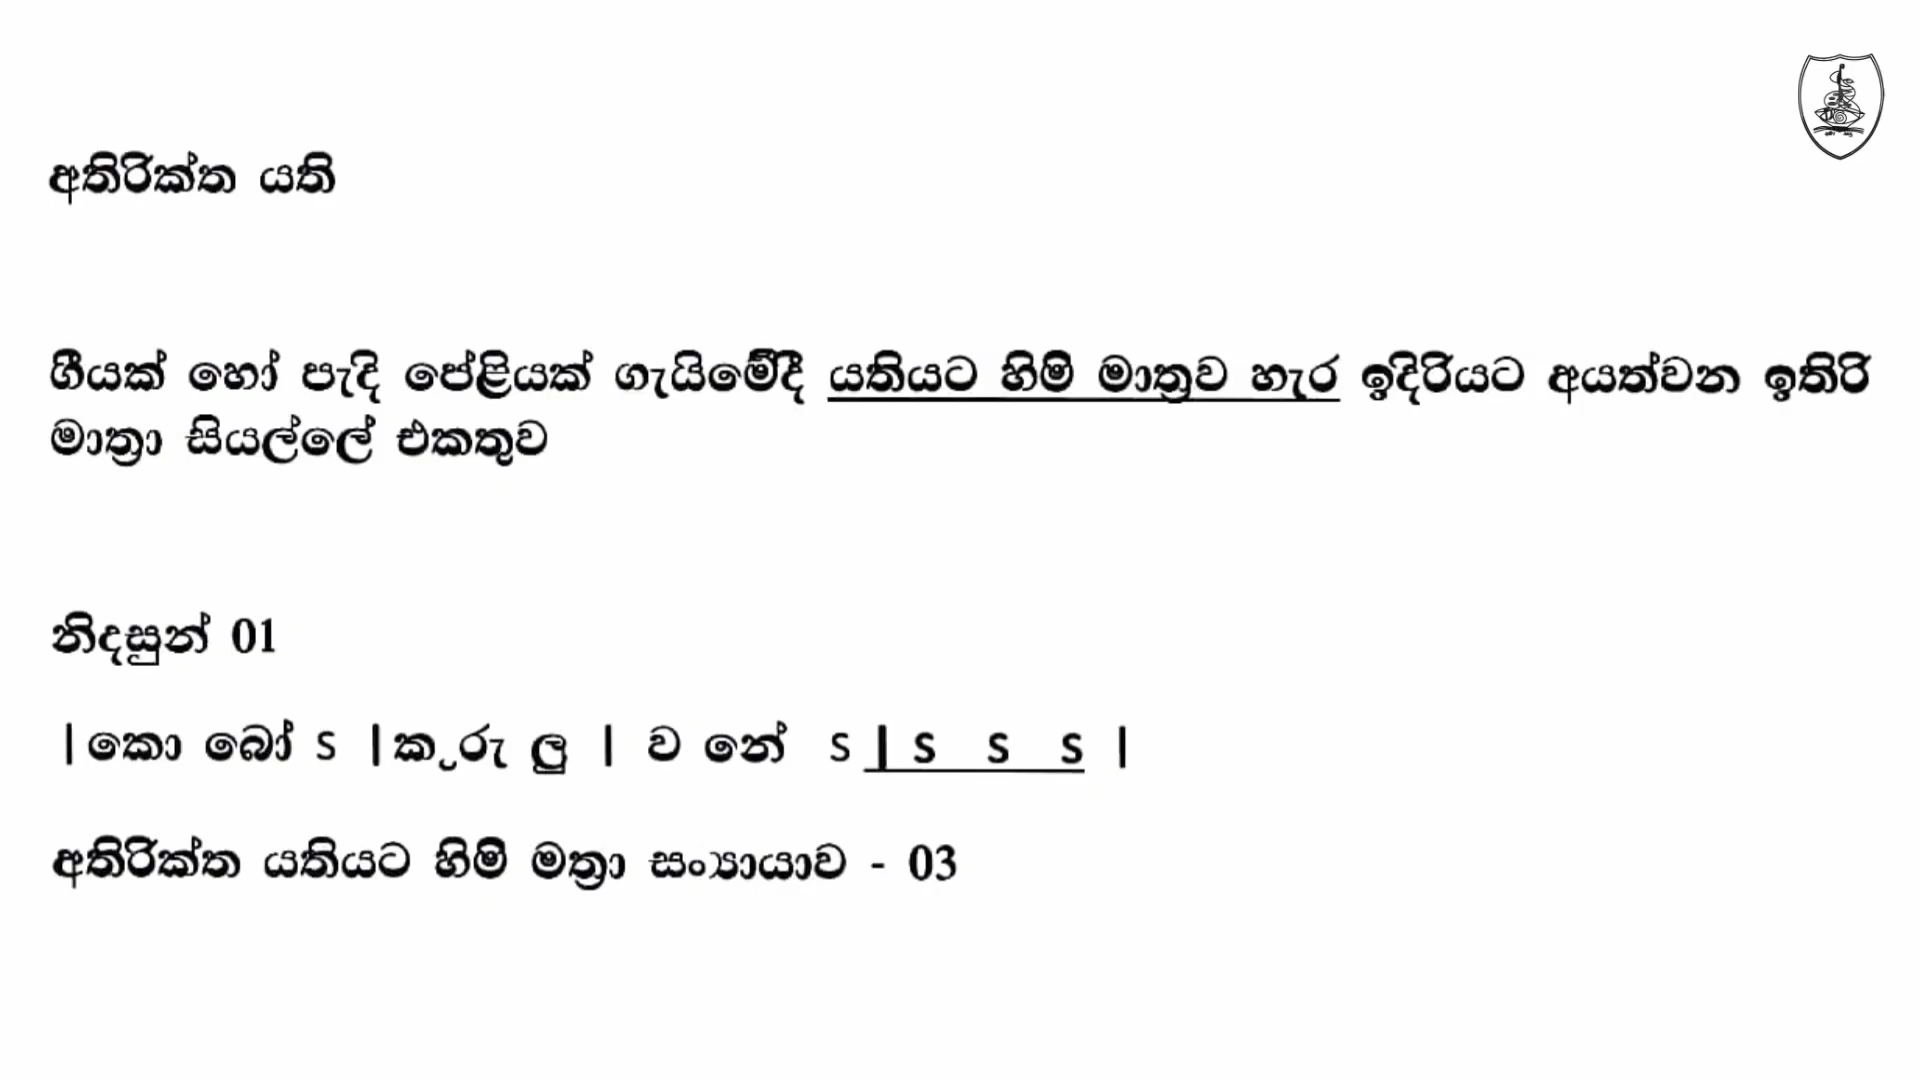 අතිරික්ත යති
ගීයක් හෝ පැදි පේළියක් ගැයිමේදී යතියට හිමි මාත්‍රව හැර ඉදිරියට අයත්වන ඉතිරි
මාත්‍රා සියල්ලේ එකතුව
නිදසුන් 01
|කො බෝ s |ක ුරු ලු | ව නේ s | s s s |
අතිරික්ත යතියට හිමි මත්‍රා සං්‍යායාව - 03